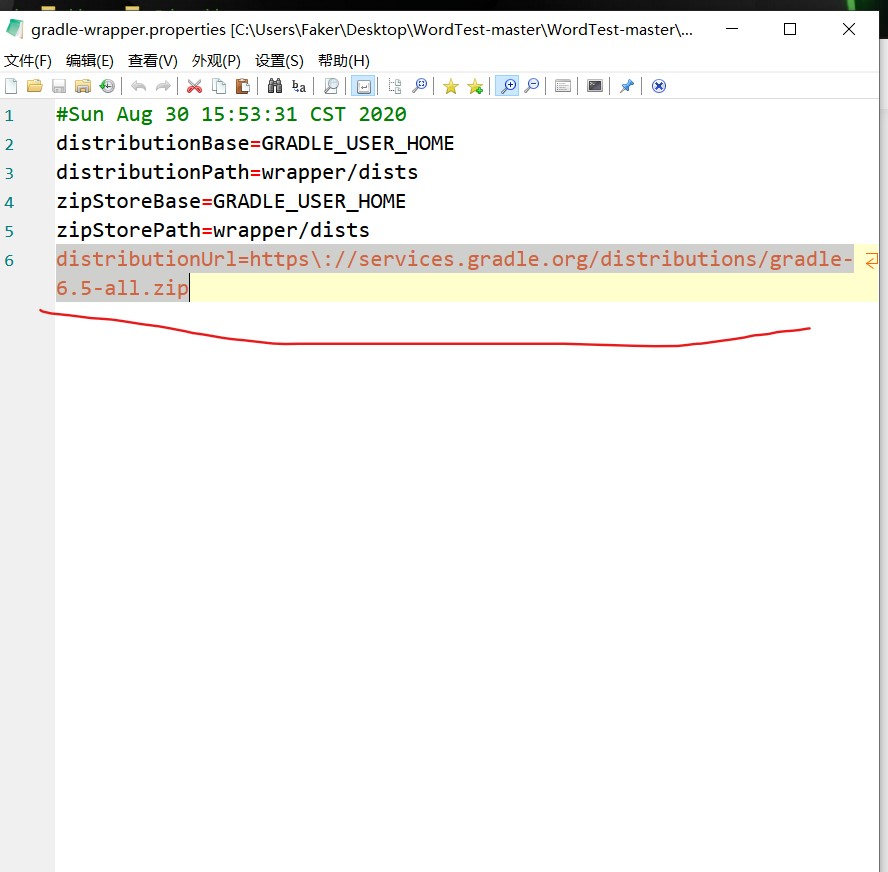 gradle-wrapper.properties [C:\Users\Faker\Desktop\WordTest-master\WordTest-master\...
文件(F) 编辑(E) 查看(V) 外观(P) 设置(S) 帮助(H)
1 #Sun Aug 30 15:53:31 CST 2020
2 distributionBase=GRADLE_USER_HOME
3 distributionPath=wrapper/dists
4 zipStoreBase=GRADLE_USER_HOME
5 zipStorePath=wrapper/dists
6 distributionUrl=https\://services.gradle.org/distributions/gradle-
6.5-all.zip